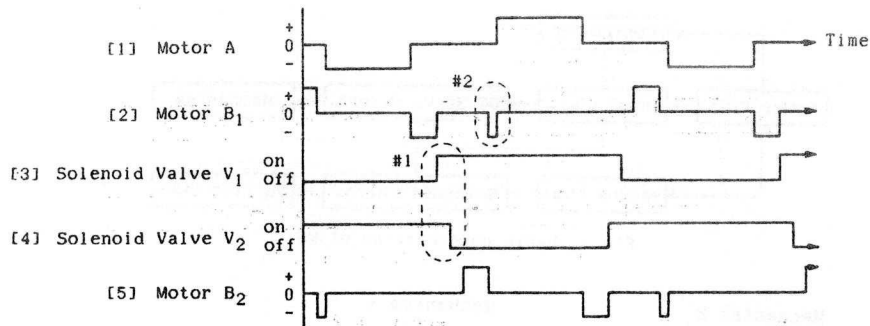 +
[1] Motor A 0 Time
-
#2
+
[2] Motor B1 0
-
#1
on
[3] Solenoid Valve V1 off
on
[4] Solenoid Valve V2 off
+
[5] Motor B2 0
-